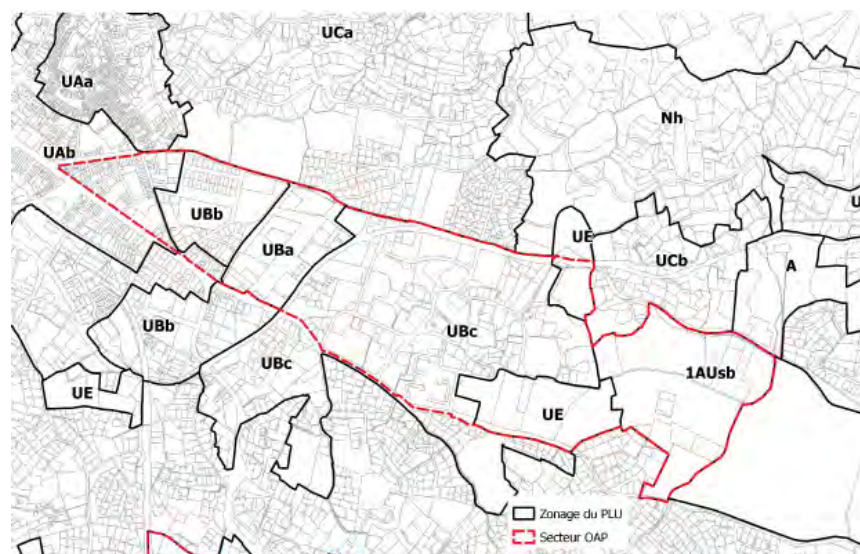 UCa
UAa
Nh
UAb
UBb
UE
U
UBa
UCb
A
UBb
UBc
UBc
1AUsb
UE
UE
Zonage du PLU
Secteur OAP